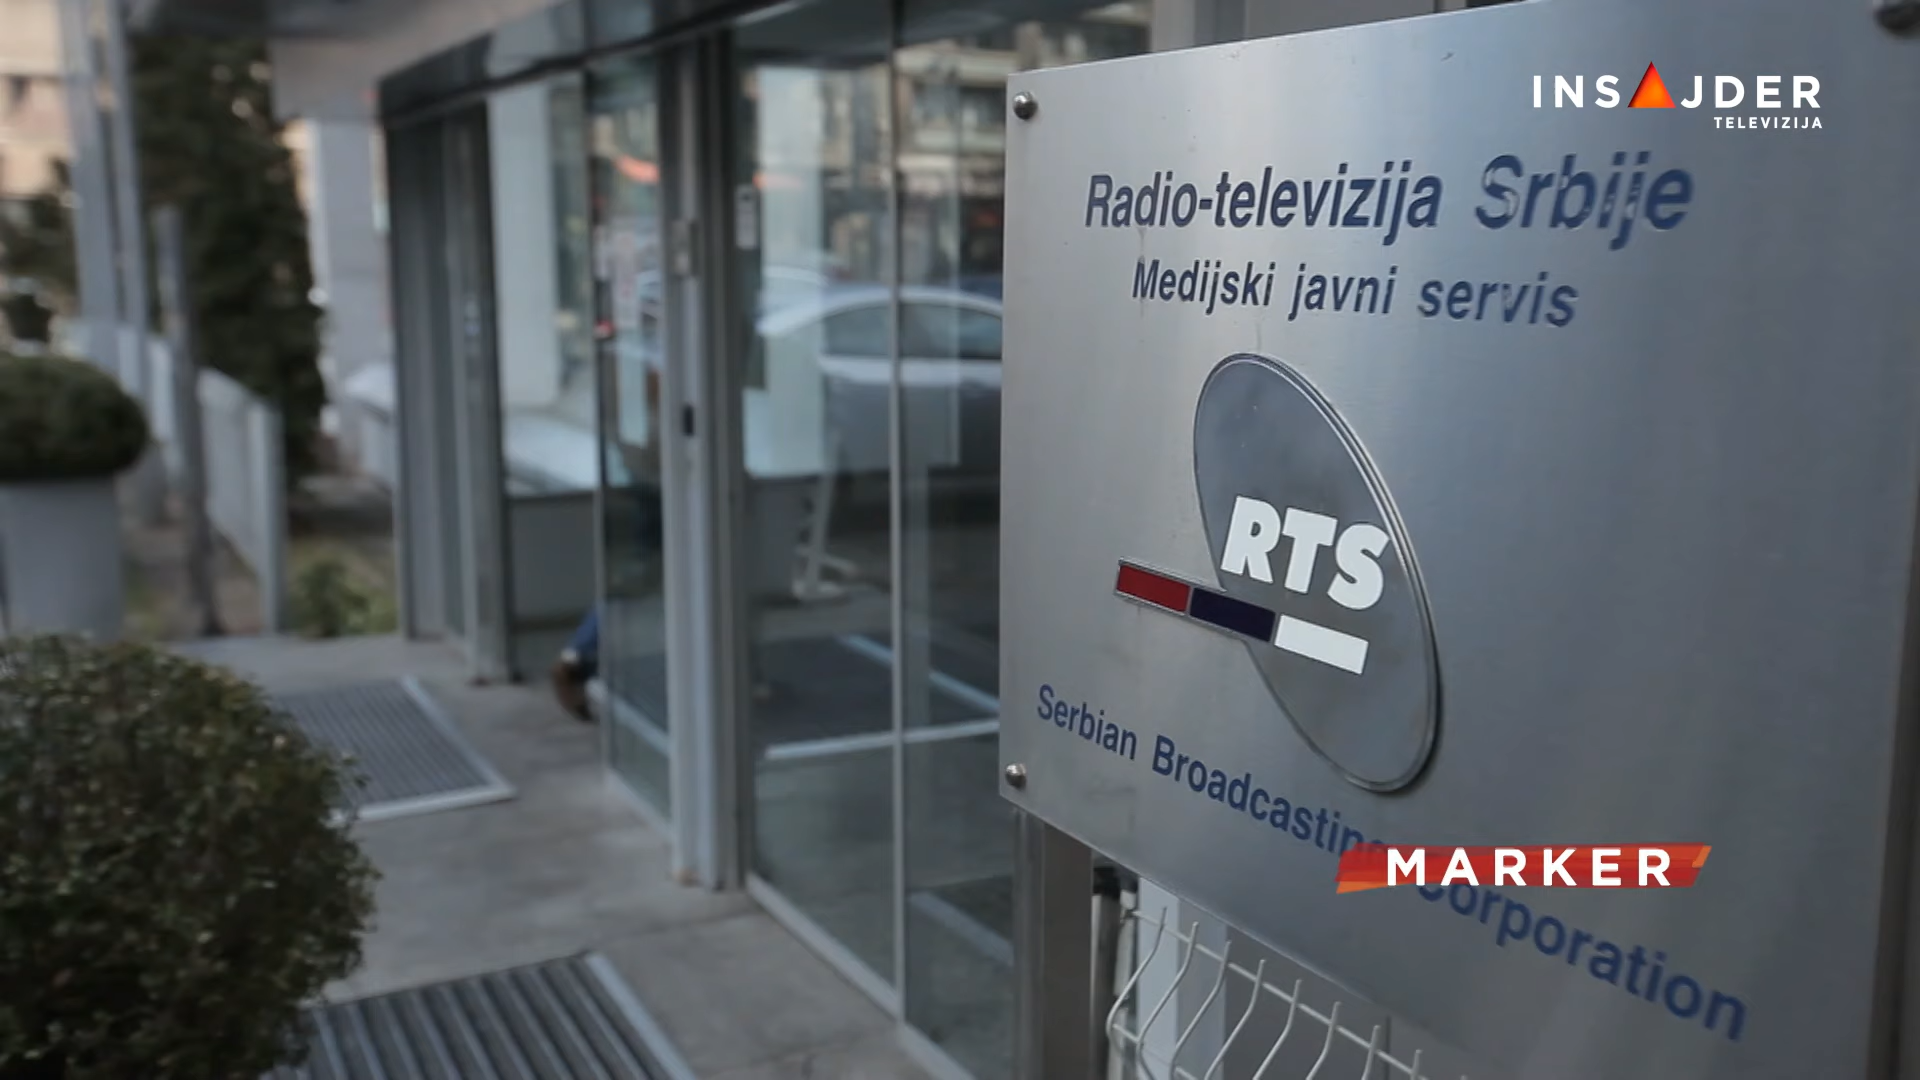 INSAJDER
TELEVIZIJA
Radio-televizija Srbije
Medijski javni servis
RTS
Serbian Broadcasting Corporation
MARKER